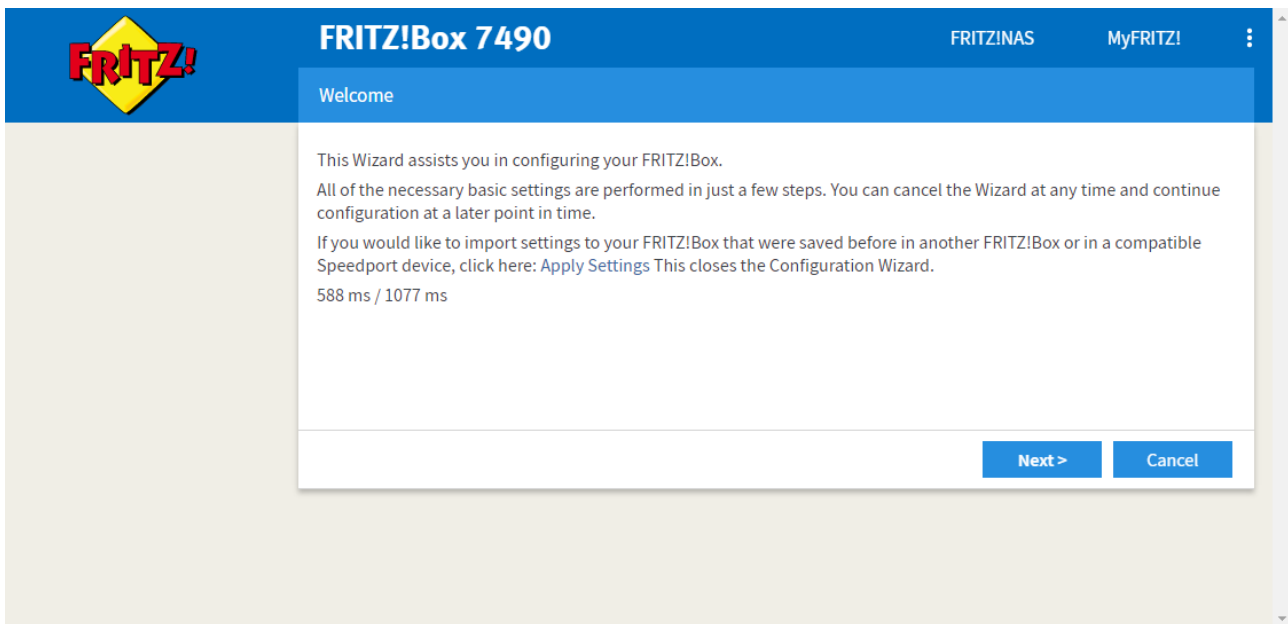 FRITZ!
FRITZ!Box 7490
FRITZ!NAS
MyFRITZ!
Welcome
This Wizard assists you in configuring your FRITZ!Box.
All of the necessary basic settings are performed in just a few steps. You can cancel the Wizard at any time and continue
configuration at a later point in time.
If you would like to import settings to your FRITZ!Box that were saved before in another FRITZ!Box or in a compatible
Speedport device, click here: Apply Settings This closes the Configuration Wizard.
588 ms / 1077 ms
Next >
Cancel